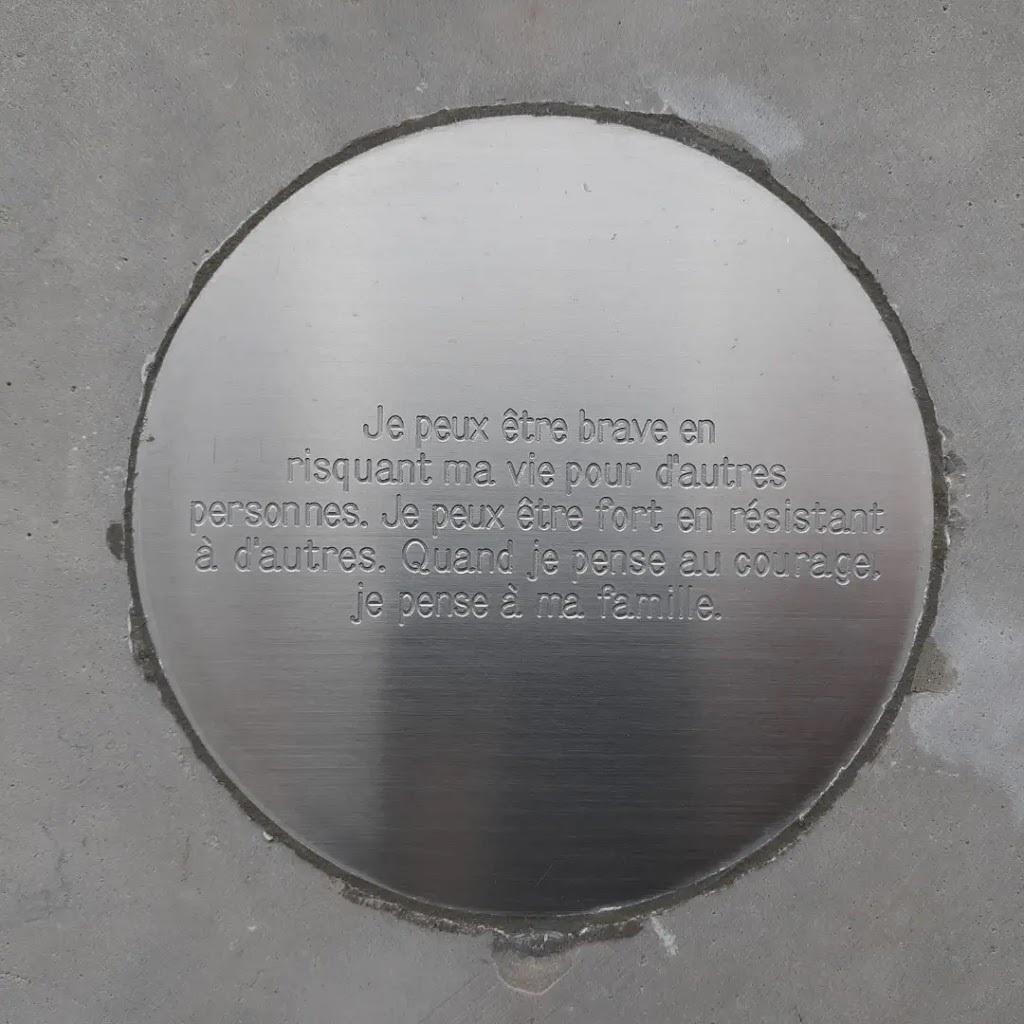 Je peux être brave en
risquant ma vie pour d'autres
personnes. Je peux être fort en résistant
à d'autres. Quand je pense au courage,
je pense à ma famille.